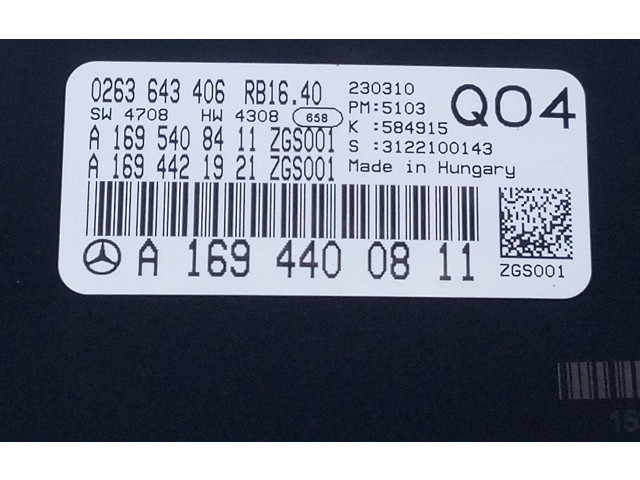 0263 643 406 RB16.40
SW 4708 HW 4308 658
A 169 540 84 11 ZGS001
A 169 442 19 21 ZGS001
230310
PM:5103
K :584915
S :3122100143
Made in Hungary
Q04
A 169 440 08 11
ZGS001
15